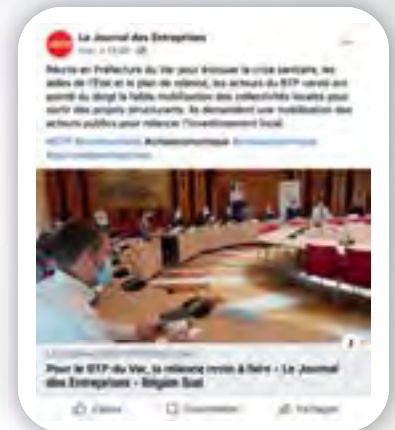 Le Journal des Entreprises
Réunis en Préfecture du Var pour évoquer la crise sanitaire, les
aides de l'Etat et le plan de relance, les acteurs du BTP varois ont
pointé du doigt la faible mobilisation des collectivités locales pour
sortir des projets structurants. Ils demandent une mobilisation des
acteurs publics pour relancer l'investissement local.
#BTP
Pour le BTP du Var, la relance reste à faire - Le Journal
des Entreprises - Région Sud
J'aime
Commenter
Partager